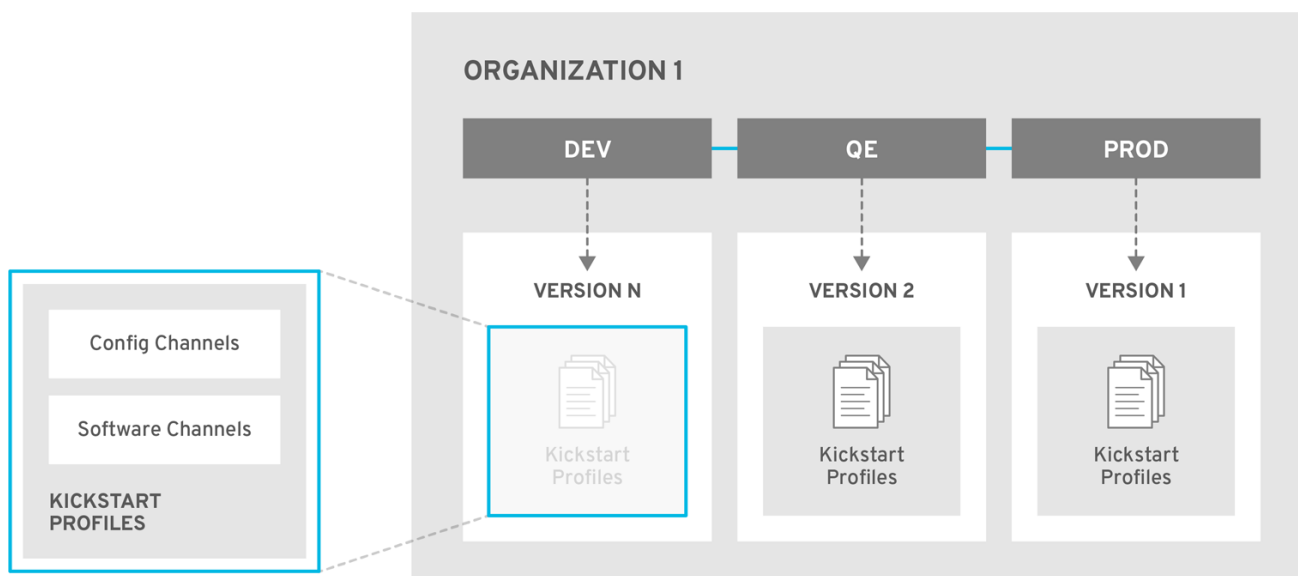 ORGANIZATION 1
DEV
QE
PROD
VERSION N
VERSION 2
VERSION 1
Config Channels
Software Channels
KICKSTART
PROFILES
Kickstart
Profiles
Kickstart
Profiles
Kickstart
Profiles